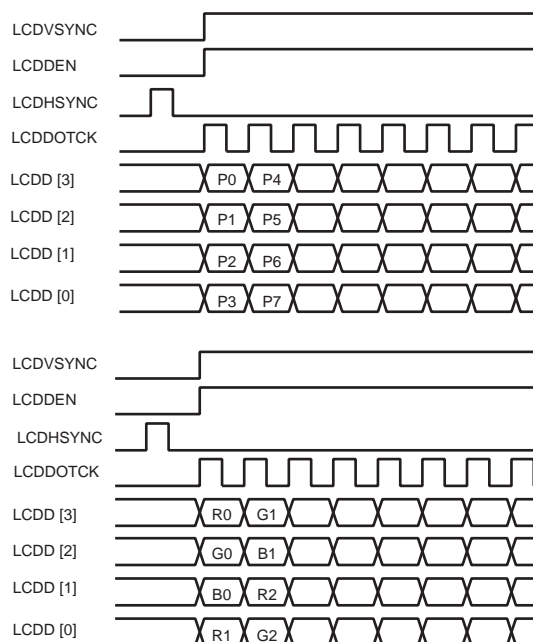 LCDVSYNC
LCDDEN
LCDHSYNC
LCDDOTCK
LCDD [3] P0 P4
LCDD [2] P1 P5
LCDD [1] P2 P6
LCDD [0] P3 P7
LCDVSYNC
LCDDEN
LCDHSYNC
LCDDOTCK
LCDD [3] R0 G1
LCDD [2] G0 B1
LCDD [1] B0 R2
LCDD [0] R1 G2